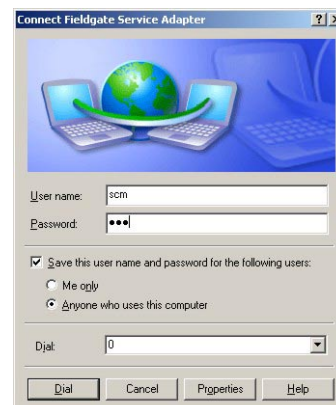 Connect Fieldgate Service Adapter
User name: scm
Password: •••
Save this user name and password for the following users:
Me only
Anyone who uses this computer
Dial: 0
Dial Cancel Properties Help